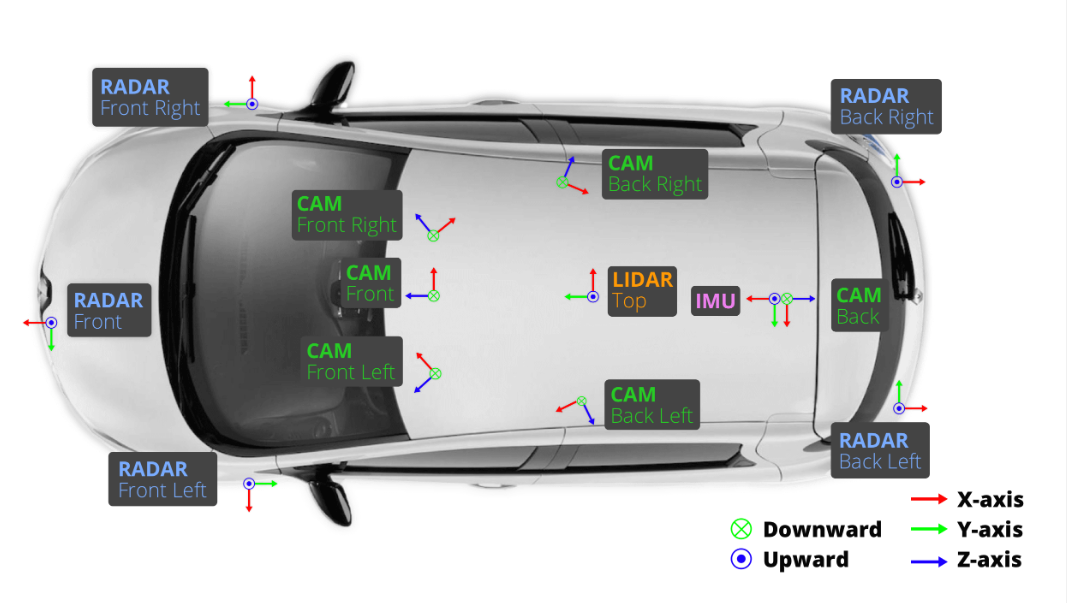 RADAR
Front Right
RADAR
Back Right
CAM
Back Right
CAM
Front Right
CAM
Front
LIDAR
Top
IMU
CAM
Back
RADAR
Front
CAM
Front Left
CAM
Back Left
RADAR
Back Left
RADAR
Front Left
Downward
Upward
X-axis
Y-axis
Z-axis